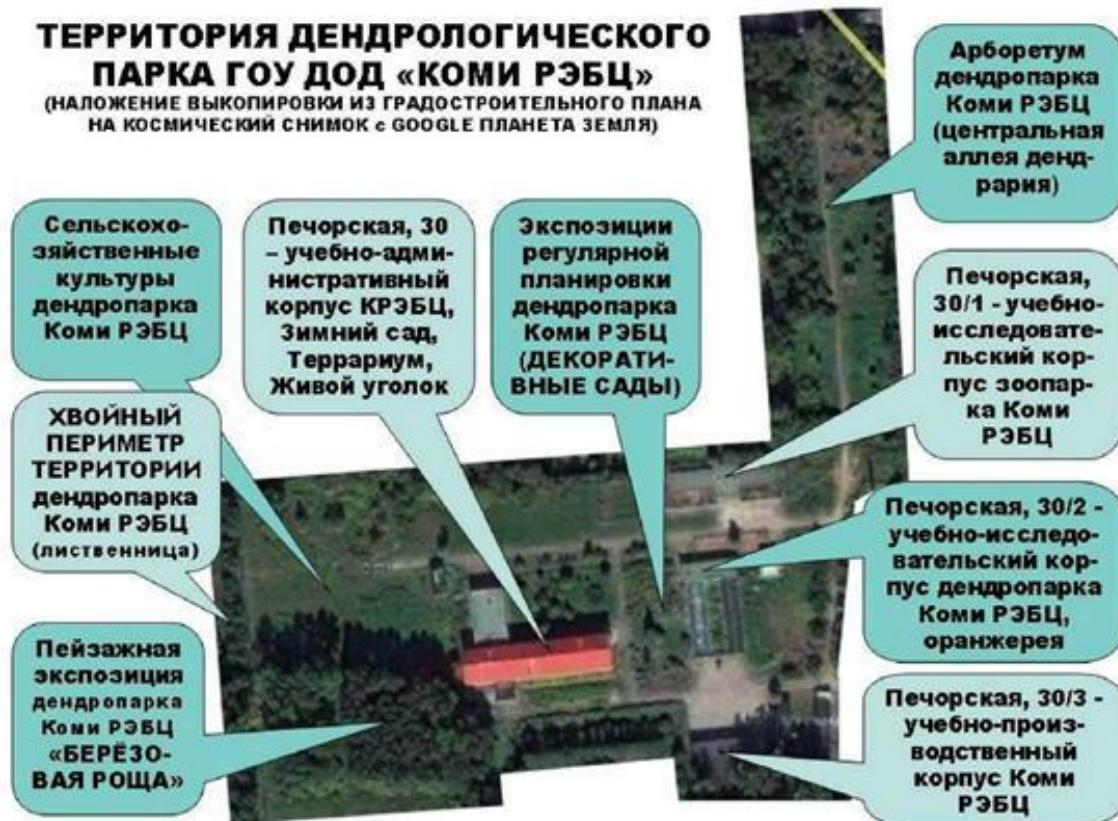 ТЕРРИТОРИЯ ДЕНДРОЛОГИЧЕСКОГО
ПАРКА ГОУ ДОД «КОМИ РЭБЦ»
(НАЛОЖЕНИЕ ВЫКОПИРОВКИ ИЗ ГРАДОСТРОИТЕЛЬНОГО ПЛАНА
НА КОСМИЧЕСКИЙ СНИМОК с GOOGLE ПЛАНЕТА ЗЕМЛЯ)
Арборетум
дендропарка
Коми РЭБЦ
(центральная
аллея денд-
рария)
Сельскохо-
зяйственные
культуры
дендропарка
Коми РЭБЦ
Печорская, 30
– учебно-адми-
нистративный
корпус КРЭБЦ,
Зимний сад,
Террариум,
Живой уголок
Экспозиции
регулярной
планировки
дендропарка
Коми РЭБЦ
(ДЕКОРАТИ-
ВНЫЕ САДЫ)
Печорская,
30/1 - учебно-
исследовате-
льский кор-
пус зоопар-
ка Коми
РЭБЦ
ХВОЙНЫЙ
ПЕРИМЕТР
ТЕРРИТОРИИ
дендропарка
Коми РЭБЦ
(лиственница)
Печорская, 30/2 -
учебно-исследо-
вательский кор-
пус дендропарка
Коми РЭБЦ,
оранжерея
Пейзажная
экспозиция
дендропарка
Коми РЭБЦ
«БЕРЁЗО-
ВАЯ РОЩА»
Печорская, 30/3 -
учебно-произ-
водственный
корпус Коми
РЭБЦ